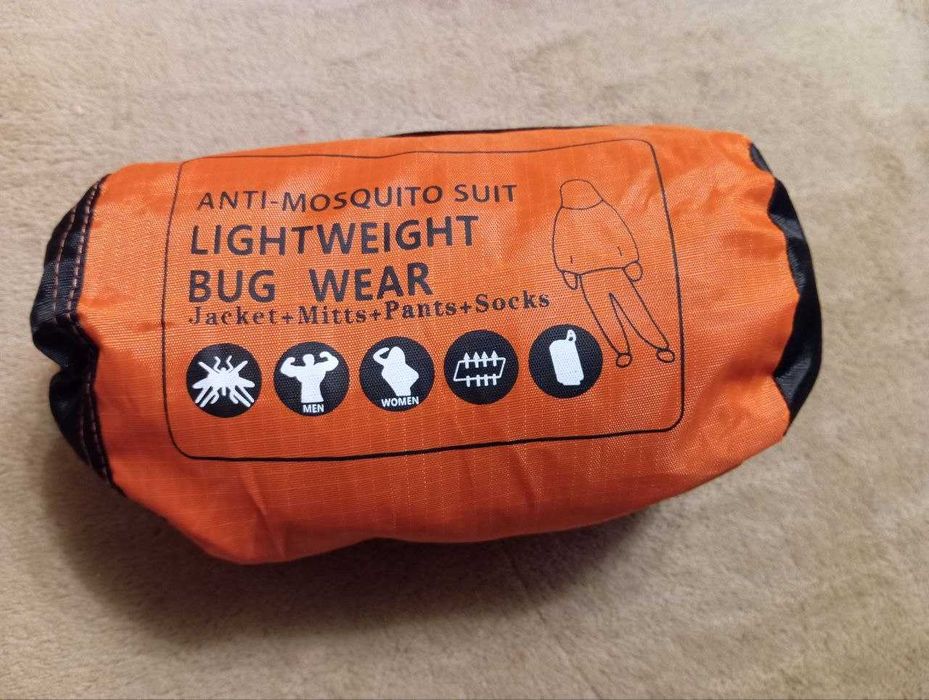 ANTI-MOSQUITO SUIT
LIGHTWEIGHT
BUG WEAR
Jacket+Mitts+Pants+Socks
MEN
WOMEN